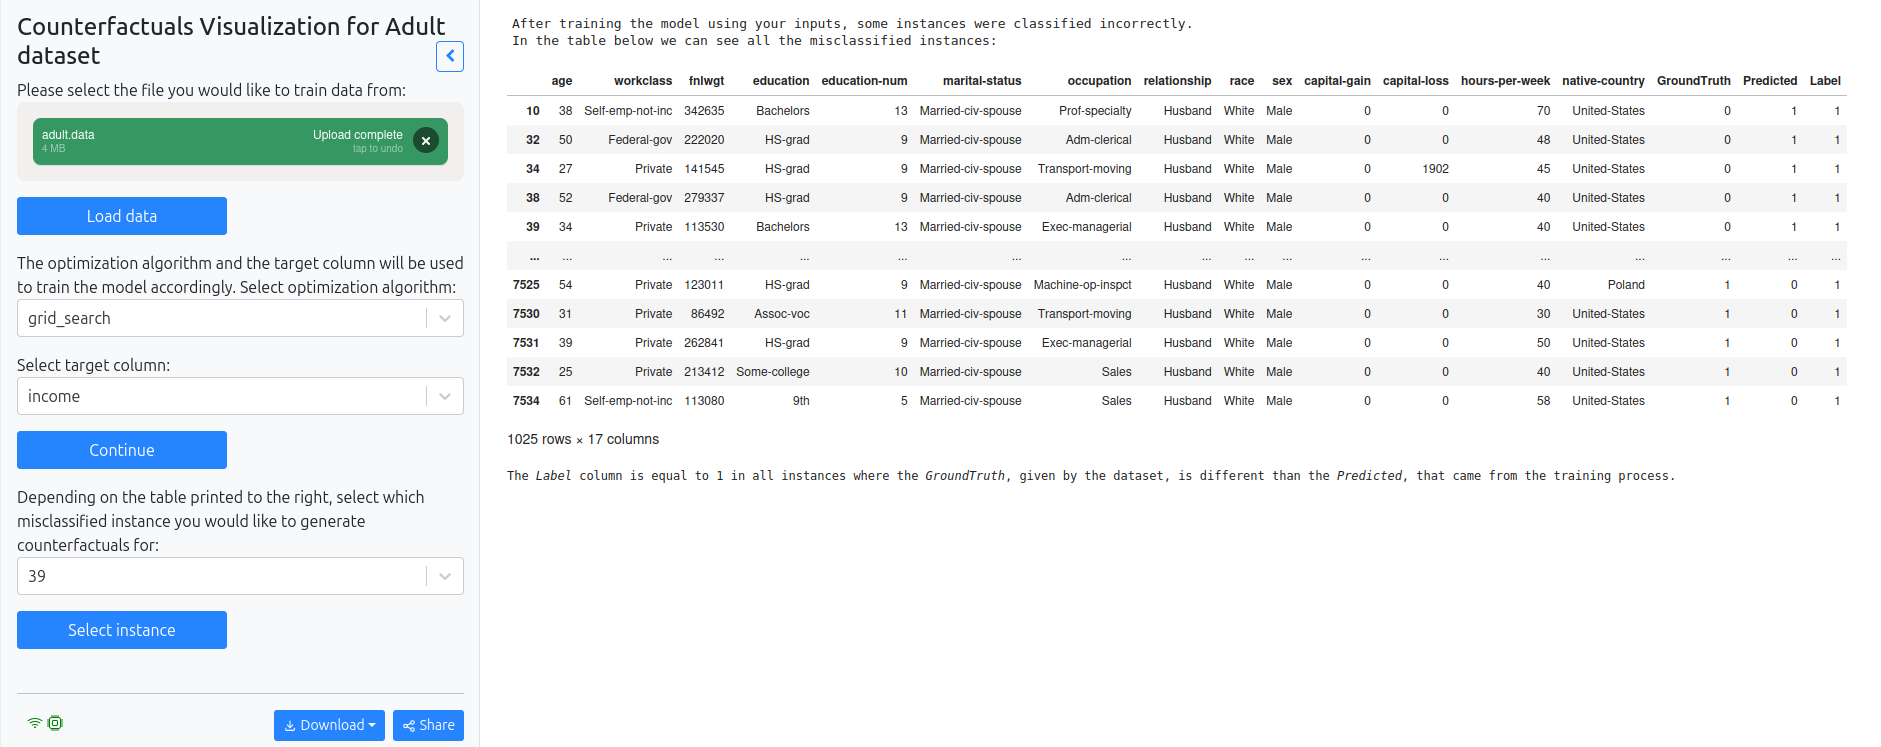 Counterfactuals Visualization for Adult
dataset
Please select the file you would like to train data from:
adult.data
4 MB
Upload complete
tap to undo
Load data
The optimization algorithm and the target column will be used
to train the model accordingly. Select optimization algorithm:
grid_search
Select target column:
income
Continue
Depending on the table printed to the right, select which
misclassified instance you would like to generate
counterfactuals for:
39
Select instance
Download
Share
After training the model using your inputs, some instances were classified incorrectly.
In the table below we can see all the misclassified instances:
age workclass fnlwgt education education-num marital-status occupation relationship race sex capital-gain capital-loss hours-per-week native-country GroundTruth Predicted Label
10 38 Self-emp-not-inc 342635 Bachelors 13 Married-civ-spouse Prof-specialty Husband White Male 0 0 70 United-States 0 1 1
32 50 Federal-gov 222020 HS-grad 9 Married-civ-spouse Adm-clerical Husband White Male 0 0 48 United-States 0 1 1
34 27 Private 141545 HS-grad 9 Married-civ-spouse Transport-moving Husband White Male 0 1902 45 United-States 0 1 1
38 52 Federal-gov 279337 HS-grad 9 Married-civ-spouse Adm-clerical Husband White Male 0 0 40 United-States 0 1 1
39 34 Private 113530 Bachelors 13 Married-civ-spouse Exec-managerial Husband White Male 0 0 40 United-States 0 1 1
... ... ... ... ... ... ... ... ... ... ... ... ... ... ... ... ... ...
7525 54 Private 123011 HS-grad 9 Married-civ-spouse Machine-op-inspct Husband White Male 0 0 40 Poland 1 0 1
7530 31 Private 86492 Assoc-voc 11 Married-civ-spouse Transport-moving Husband White Male 0 0 30 United-States 1 0 1
7531 39 Private 262841 HS-grad 9 Married-civ-spouse Exec-managerial Husband White Male 0 0 50 United-States 1 0 1
7532 25 Private 213412 Some-college 10 Married-civ-spouse Sales Husband White Male 0 0 40 United-States 1 0 1
7534 61 Self-emp-not-inc 113080 9th 5 Married-civ-spouse Sales Husband White Male 0 0 58 United-States 1 0 1
1025 rows × 17 columns
The Label column is equal to 1 in all instances where the GroundTruth, given by the dataset, is different than the Predicted, that came from the training process.